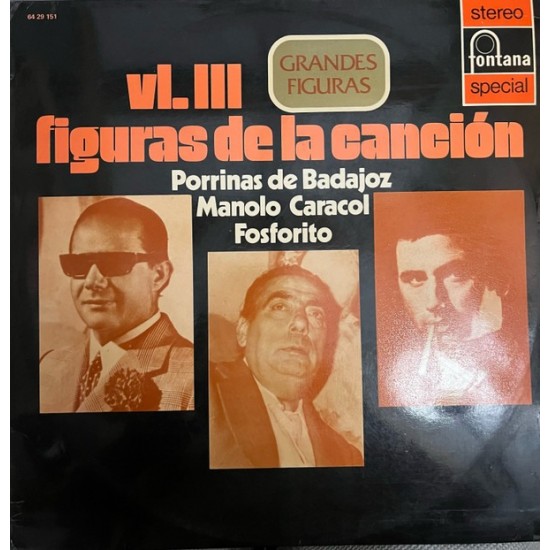 64 29 151
stereo
fontana
special
GRANDES
FIGURAS
vl. III
figuras de la canción
Porrinas de Badajoz
Manolo Caracol
Fosforito